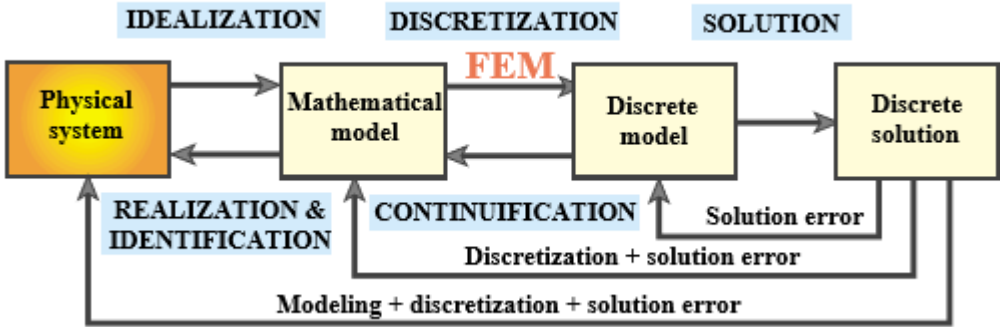 IDEALIZATION
DISCRETIZATION
SOLUTION
FEM
Physical
system
Mathematical
model
Discrete
model
Discrete
solution
REALIZATION &
IDENTIFICATION
CONTINUIFICATION
Solution error
Discretization + solution error
Modeling + discretization + solution error